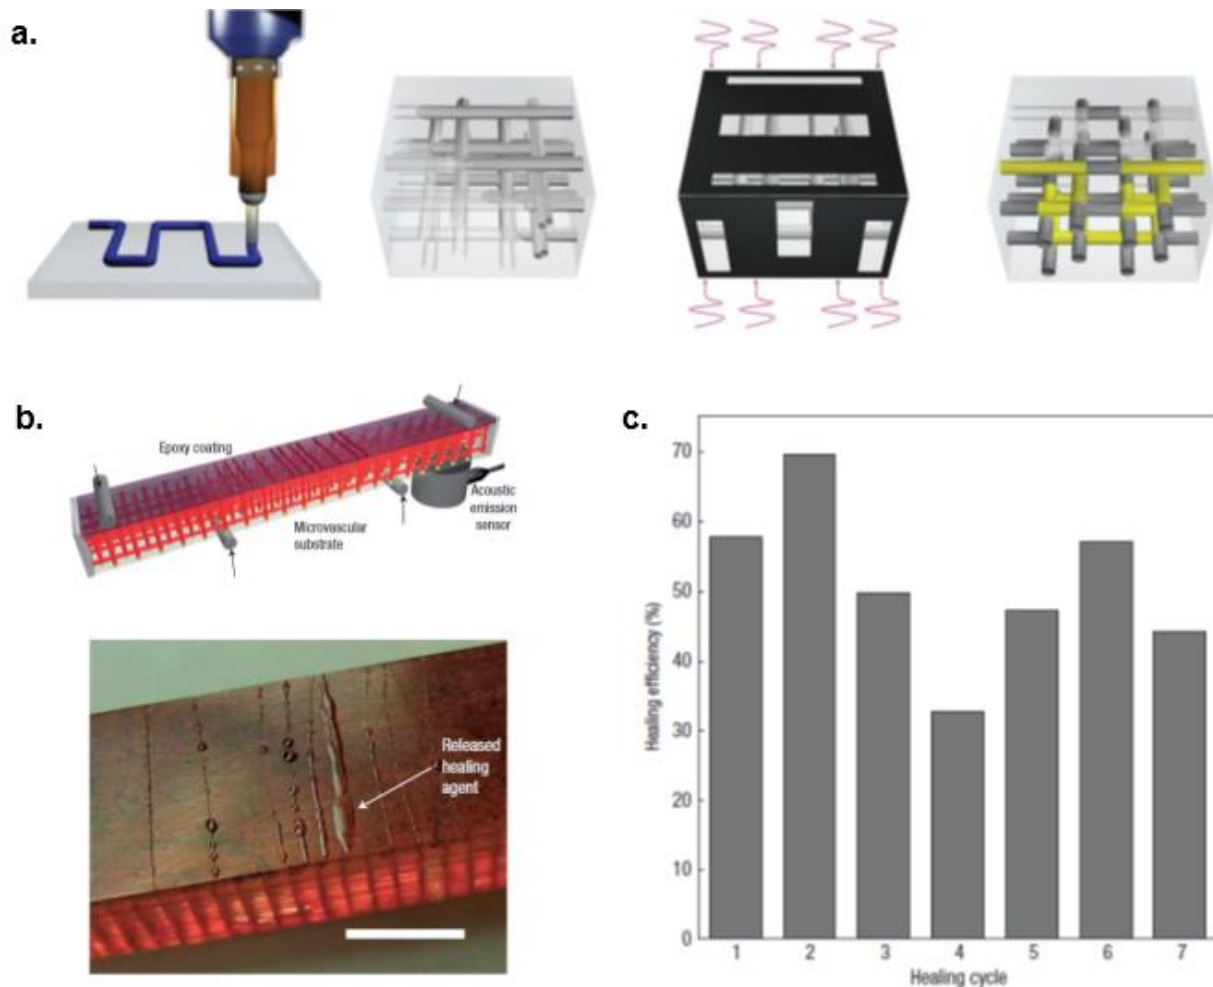 a.
b.
Epoxy coating
Microvascular
substrate
Acoustic
emission
sensor
Released
healing
agent
c.
Healing efficiency (%)
70
60
50
40
30
20
10
0
1 2 3 4 5 6 7
Healing cycle